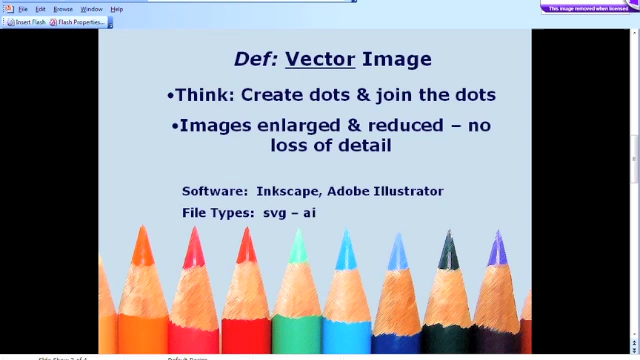 File Edit Browse Window Help
This image removed when licensed
Insert Flash Flash Properties...
Def: Vector Image
•Think: Create dots & join the dots
•Images enlarged & reduced – no
loss of detail
Software: Inkscape, Adobe Illustrator
File Types: svg – ai